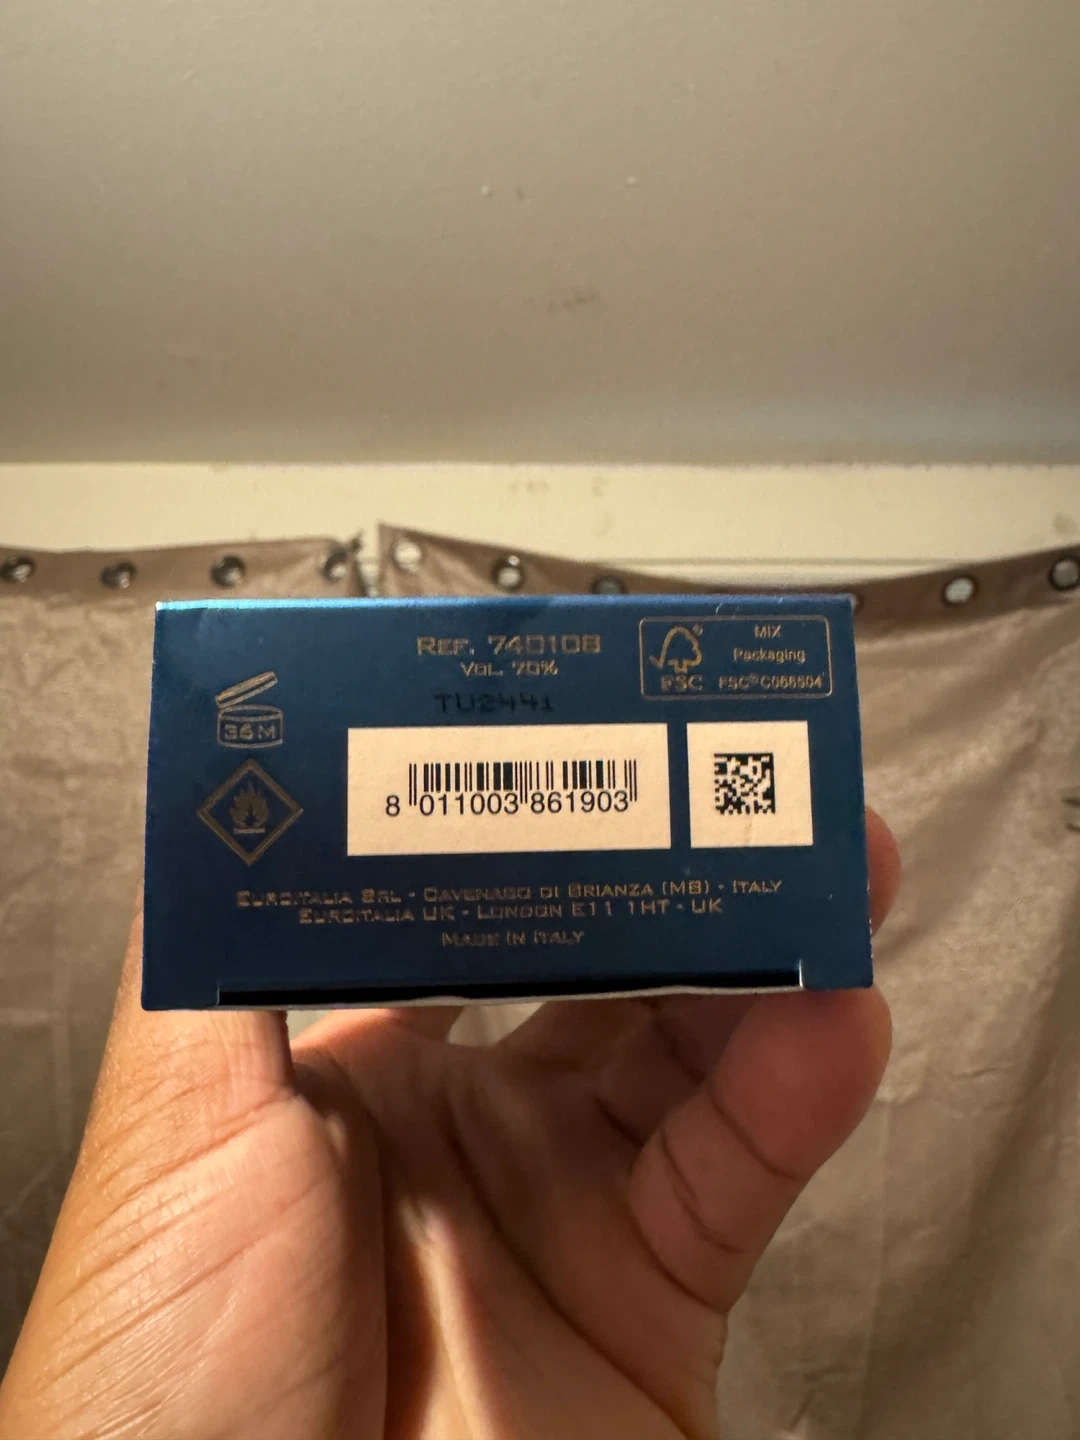 REF. 740108
VOL. 70%
TU2441
MIX
Packaging
FSC® C068504
FSC
36M
8 011003 861903
EUROITALIA SRL - CAVENAGO DI BRIANZA (MB) - ITALY
EUROITALIA UK - LONDON E11 1HT - UK
MADE IN ITALY